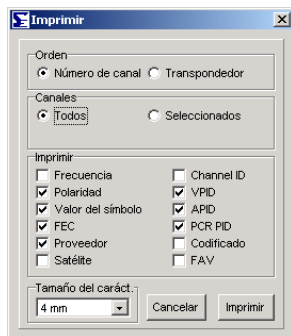 Imprimir
Orden
Número de canal Transpondedor
Canales
Todos Seleccionados
Imprimir
Frecuencia Channel ID
Polaridad VPID
Valor del símbolo APID
FEC PCR PID
Proveedor Codificado
Satélite FAV
Tamaño del caráct.
4 mm Cancelar Imprimir